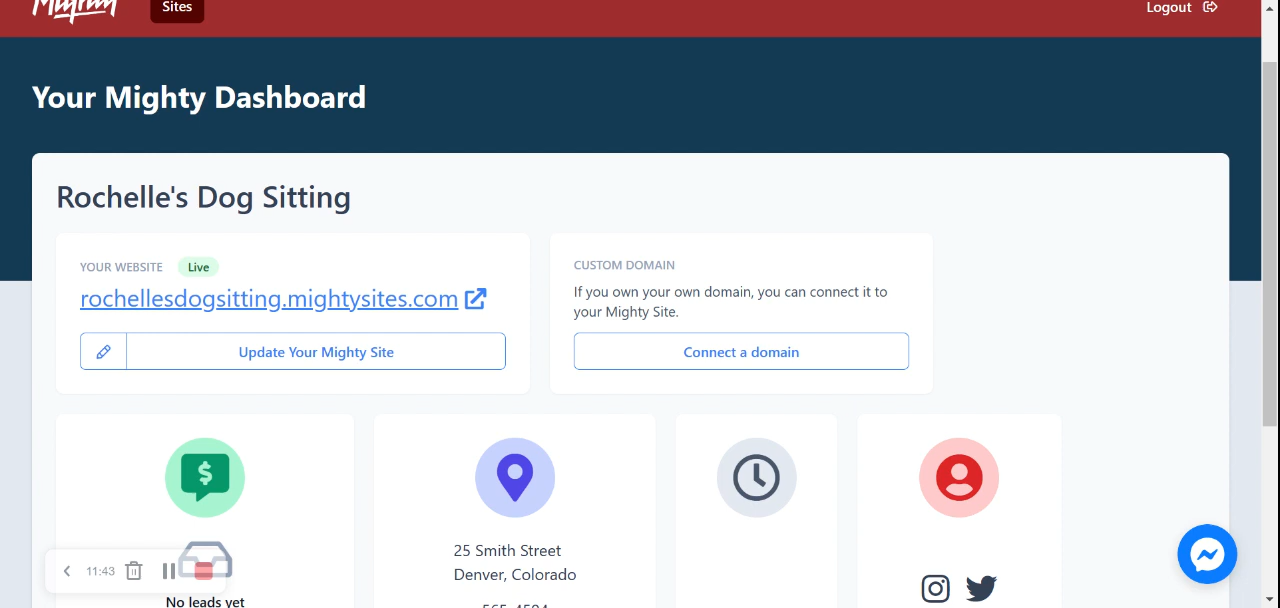 Mighty
Sites
Logout
Your Mighty Dashboard
Rochelle's Dog Sitting
YOUR WEBSITE Live
rochellesdogsitting.mightysites.com
Update Your Mighty Site
CUSTOM DOMAIN
If you own your own domain, you can connect it to
your Mighty Site.
Connect a domain
$
25 Smith Street
Denver, Colorado
11:43
No leads yet